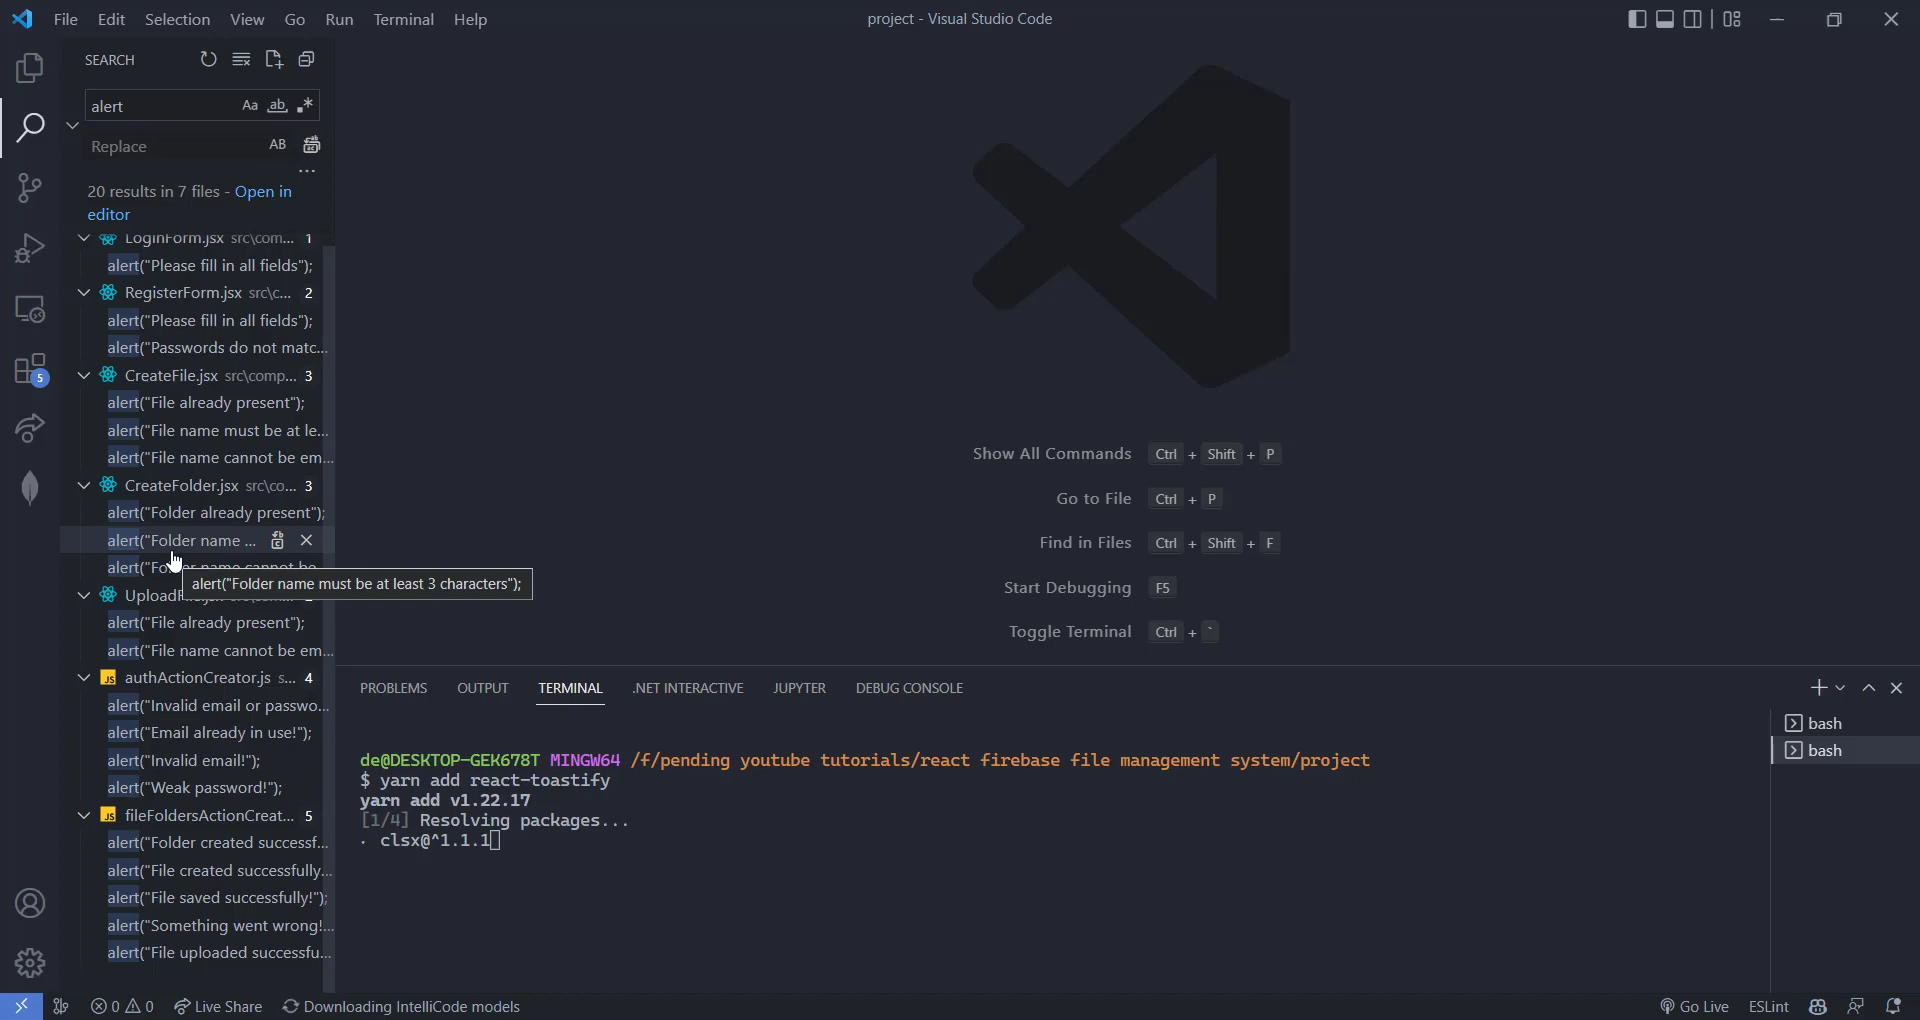 File Edit Selection View Go Run Terminal Help
project - Visual Studio Code
SEARCH
alert
Aa ab .*
Replace
AB
20 results in 7 files - Open in
editor
LoginForm.jsx src\com... 1
alert("Please fill in all fields");
RegisterForm.jsx src\c... 2
alert("Please fill in all fields");
alert("Passwords do not matc...
CreateFile.jsx src\comp... 3
alert("File already present");
alert("File name must be at le...
alert("File name cannot be em...
CreateFolder.jsx src\co... 3
alert("Folder already present");
alert("Folder name ...
alert("Folder name cannot be
alert("Folder name must be at least 3 characters");
alert("File already present");
alert("File name cannot be em...
authActionCreator.js s... 4
alert("Invalid email or passwo...
alert("Email already in use!");
alert("Invalid email!");
alert("Weak password!");
fileFoldersActionCreat... 5
alert("Folder created successf...
alert("File created successfully...
alert("File saved successfully!");
alert("Something went wrong!...
alert("File uploaded successfu...
5
Show All Commands Ctrl + Shift + P
Go to File Ctrl + P
Find in Files Ctrl + Shift + F
Start Debugging F5
Toggle Terminal Ctrl + `
PROBLEMS OUTPUT TERMINAL .NET INTERACTIVE JUPYTER DEBUG CONSOLE
de@DESKTOP-GEK678T MINGW64 /f/pending youtube tutorials/react firebase file management system/project
$ yarn add react-toastify
yarn add v1.22.17
[1/4] Resolving packages...
· clsx@^1.1.1
bash
bash
0 0 Live Share Downloading IntelliCode models
Go Live ESLint